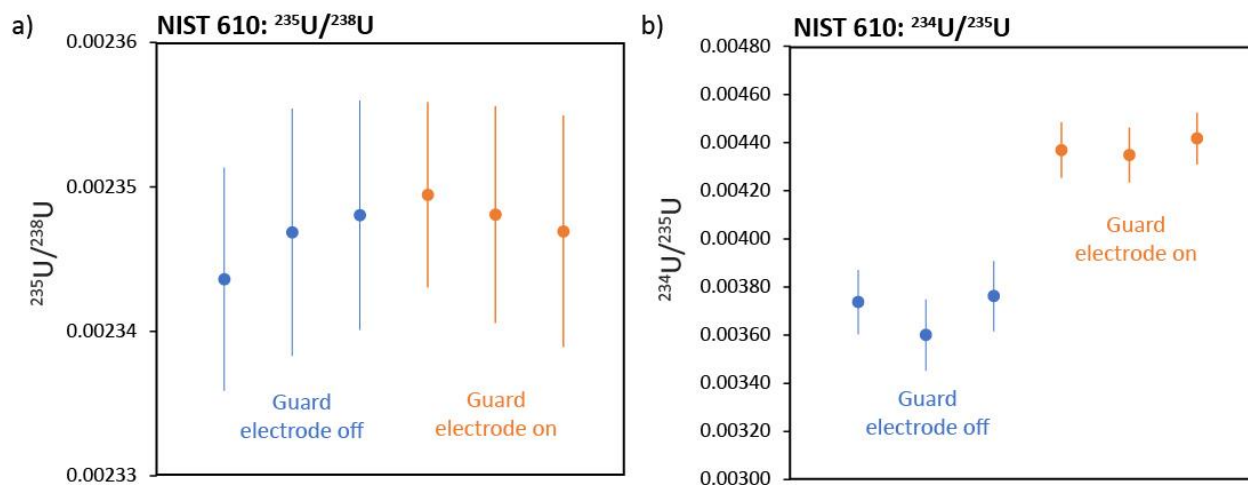 a)
NIST 610: ²³⁵U/²³⁸U
0.00236
0.00235
0.00234
0.00233
²³⁵U/²³⁸U
Guard
electrode off
Guard
electrode on
b)
NIST 610: ²³⁴U/²³⁵U
0.00480
0.00460
0.00440
0.00420
0.00400
0.00380
0.00360
0.00340
0.00320
0.00300
²³⁴U/²³⁵U
Guard
electrode on
Guard
electrode off